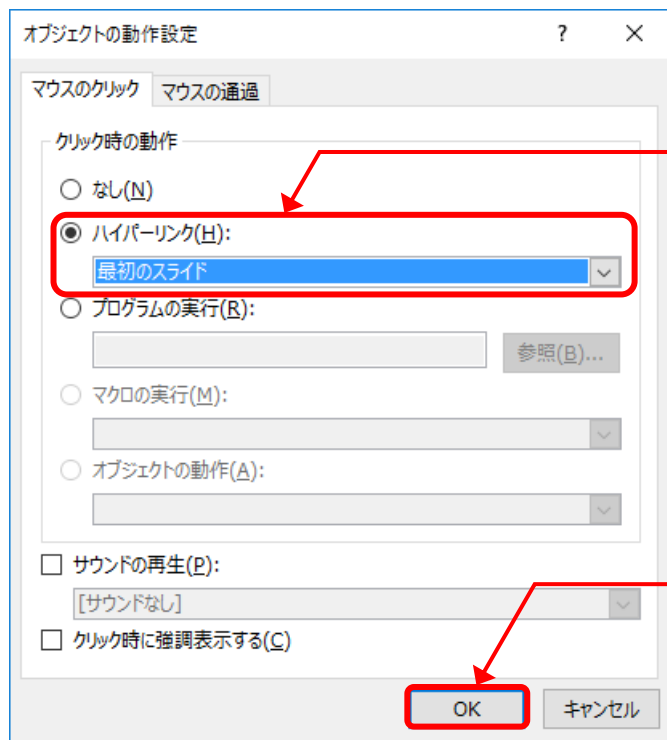 オブジェクトの動作設定 ? ×
マウスのクリック マウスの通過
クリック時の動作
なし(N)
ハイパーリンク(H):
最初のスライド
プログラムの実行(R):
参照(B)...
マクロの実行(M):
オブジェクトの動作(A):
サウンドの再生(P):
[サウンドなし]
クリック時に強調表示する(C)
OK キャンセル